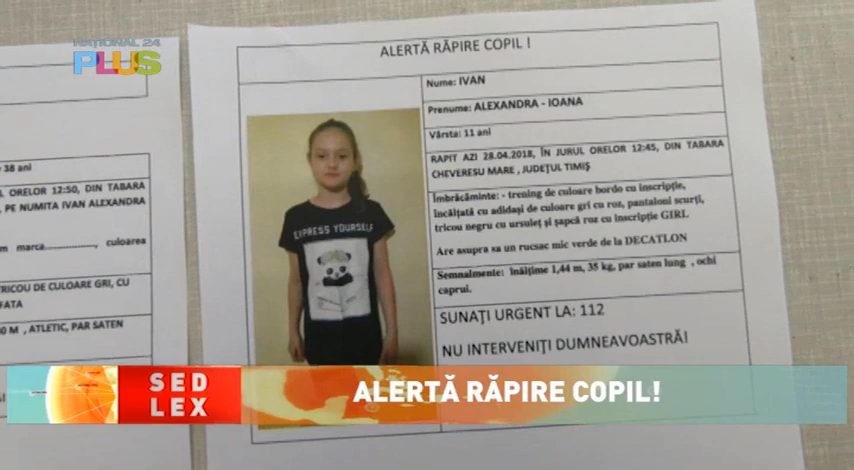 NAȚIONAL 24
PLUS
38 ani
ORELOR 12:50, DIN TABARA
PE NUMITA IVAN ALEXANDRA
m marca..............., culoarea
TRICOU DE CULOARE GRI, CU
FATA
0 M , ATLETIC, PAR SATEN
ALERTĂ RĂPIRE COPIL !
Nume: IVAN
Prenume: ALEXANDRA - IOANA
Vârsta: 11 ani
RAPIT AZI 28.04.2018, ÎN JURUL ORELOR 12:45, DIN TABARA
CHEVERESU MARE , JUDEȚUL TIMIȘ
Îmbrăcăminte: - trening de culoare bordo cu inscripție,
încălțată cu adidași de culoare gri cu roz, pantaloni scurți,
tricou negru cu ursuleț și șapcă roz cu inscripție GIRL
Are asupra sa un rucsac mic verde de la DECATLON
Semnalmente: înălțime 1,44 m, 35 kg, par saten lung , ochi
caprui.
SUNAȚI URGENT LA: 112
NU INTERVENIȚI DUMNEAVOASTRĂ!
EXPRESS YOURSELF
SED
LEX
ALERTĂ RĂPIRE COPIL!